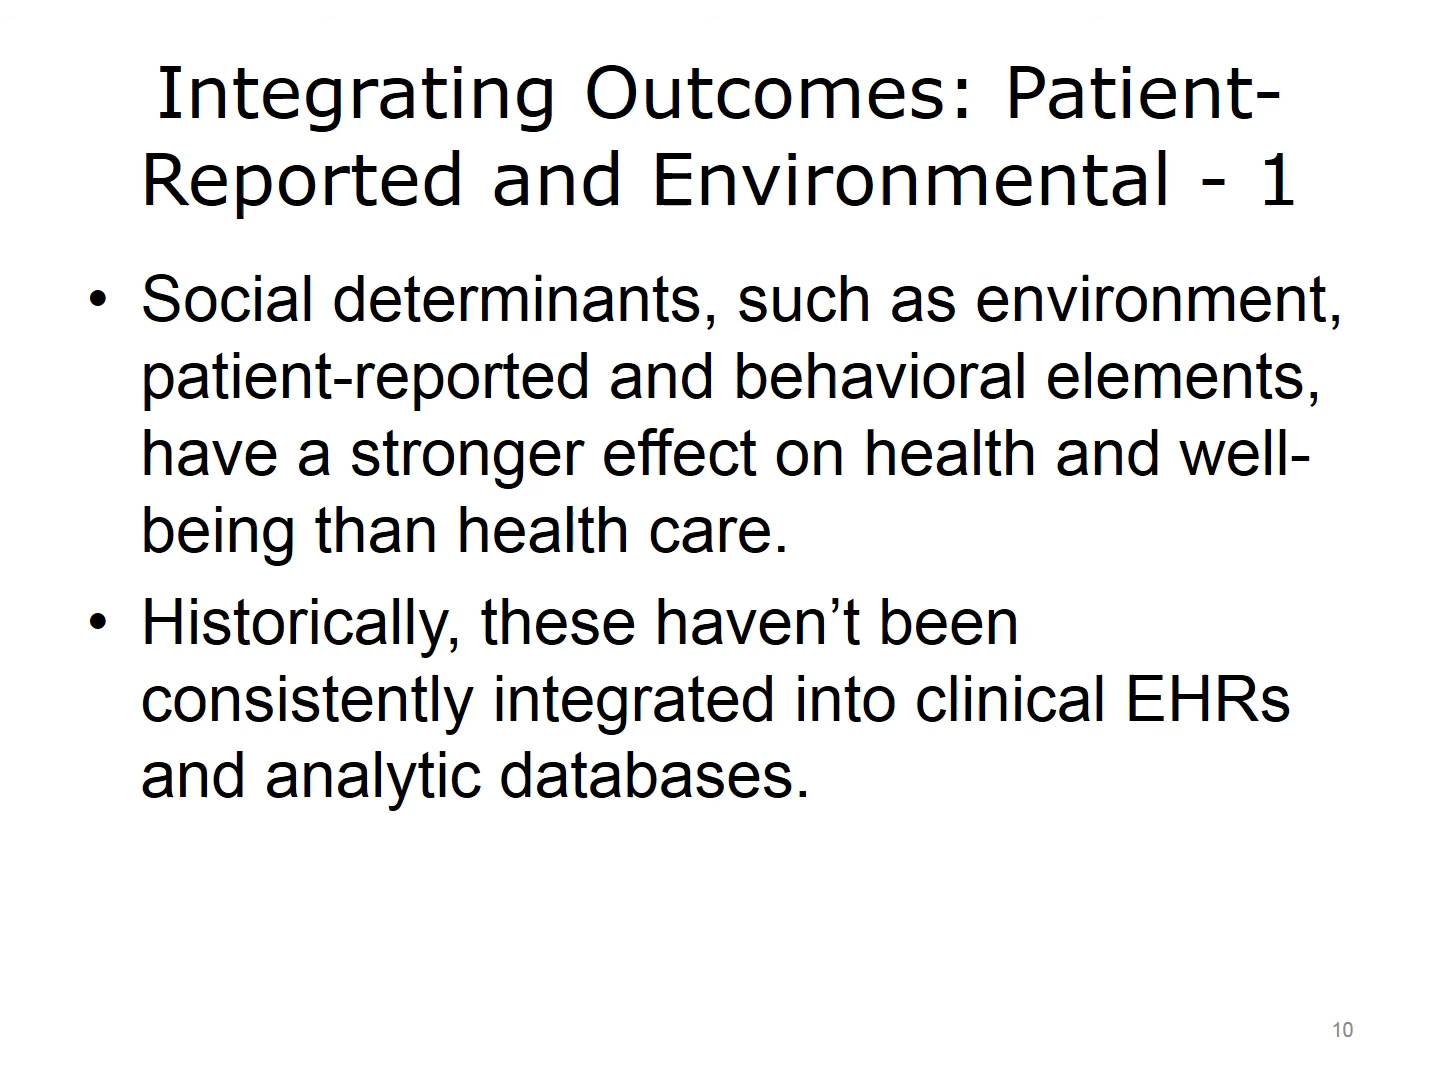 Integrating Outcomes: Patient-
Reported and Environmental - 1
• Social determinants, such as environment,
patient-reported and behavioral elements,
have a stronger effect on health and well-
being than health care.
• Historically, these haven’t been
consistently integrated into clinical EHRs
and analytic databases.
10